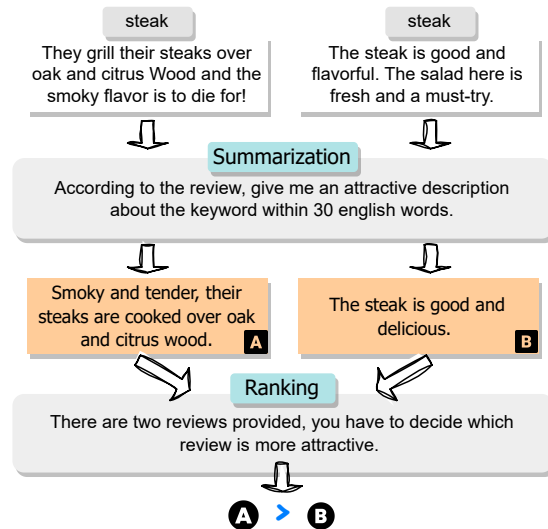 steak
They grill their steaks over
oak and citrus Wood and the
smoky flavor is to die for!
steak
The steak is good and
flavorful. The salad here is
fresh and a must-try.
Summarization
According to the review, give me an attractive description
about the keyword within 30 english words.
Smoky and tender, their
steaks are cooked over oak
and citrus wood.
A
The steak is good and
delicious.
B
Ranking
There are two reviews provided, you have to decide which
review is more attractive.
A > B